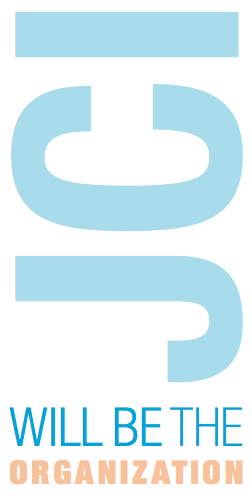 JCI
WILL BE THE
ORGANIZATION